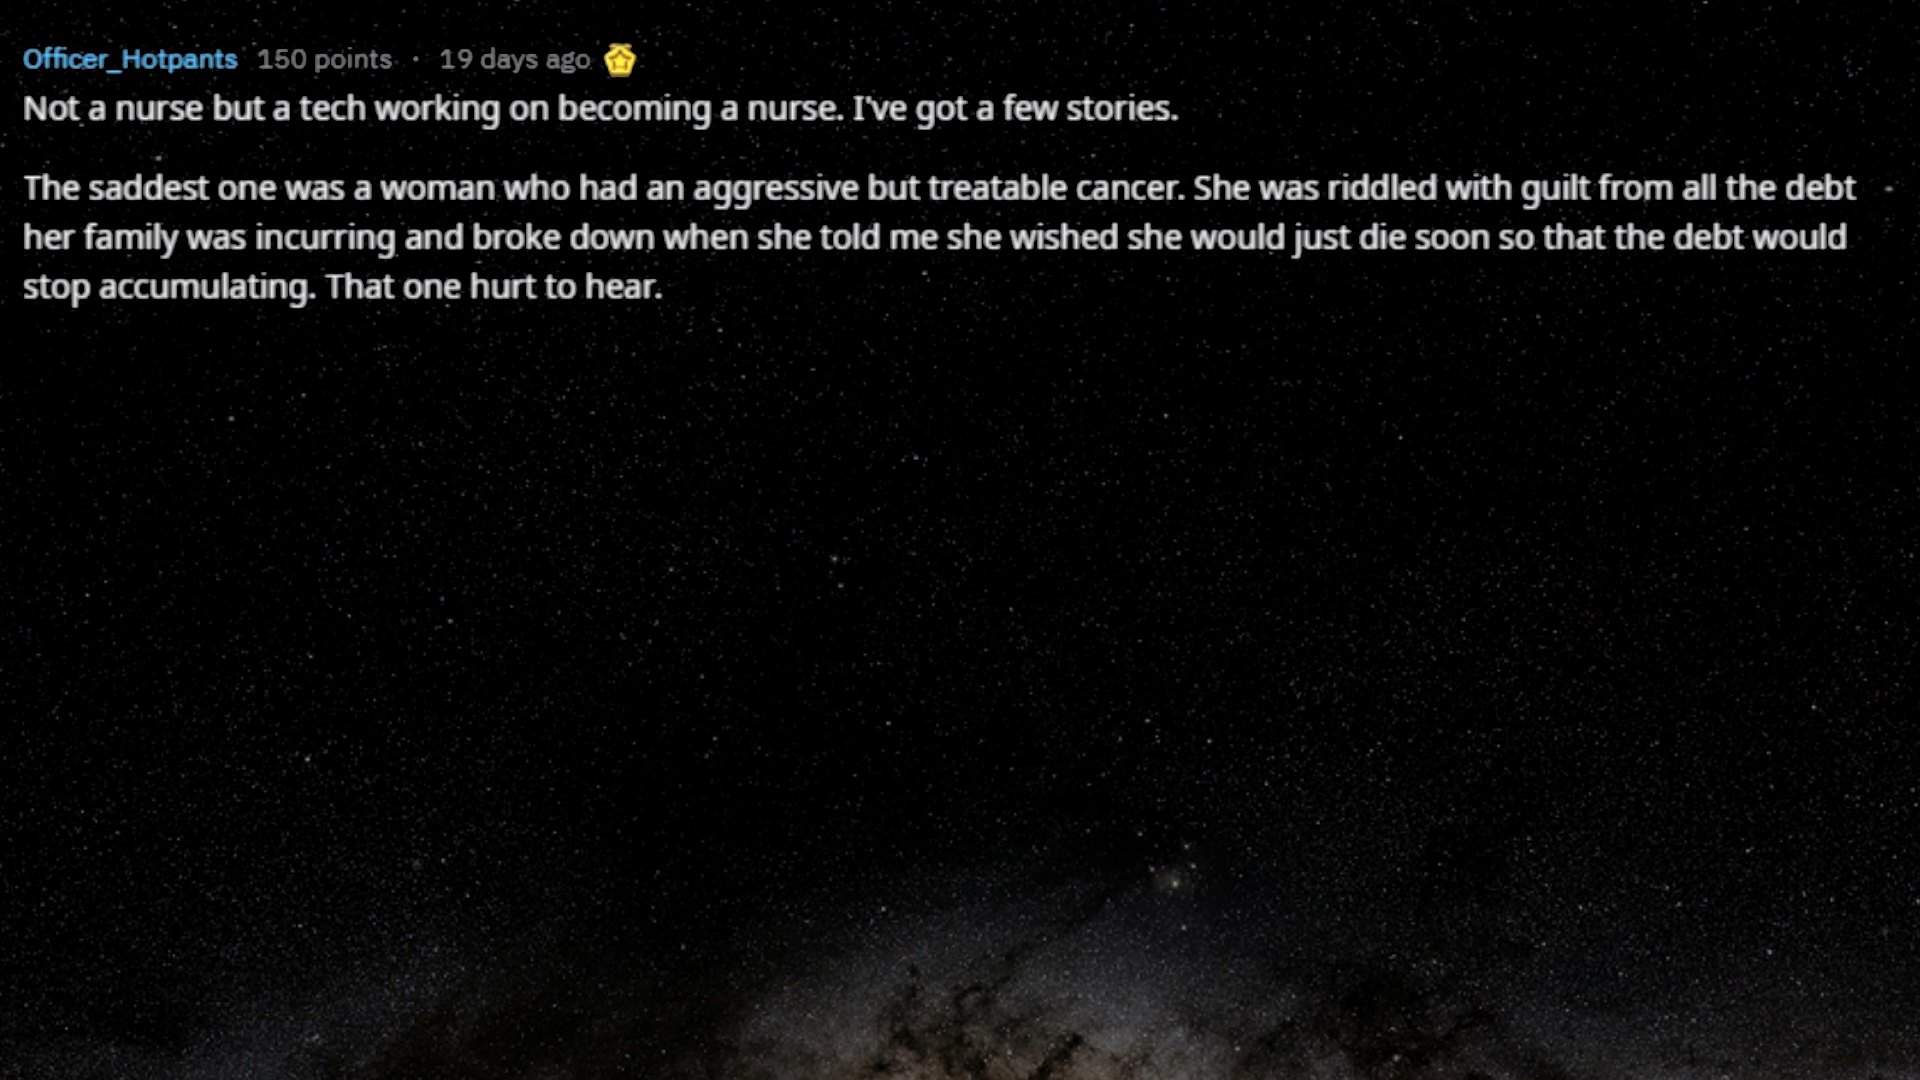 Officer_Hotpants 150 points · 19 days ago
Not a nurse but a tech working on becoming a nurse. I've got a few stories.
The saddest one was a woman who had an aggressive but treatable cancer. She was riddled with guilt from all the debt
her family was incurring and broke down when she told me she wished she would just die soon so that the debt would
stop accumulating. That one hurt to hear.